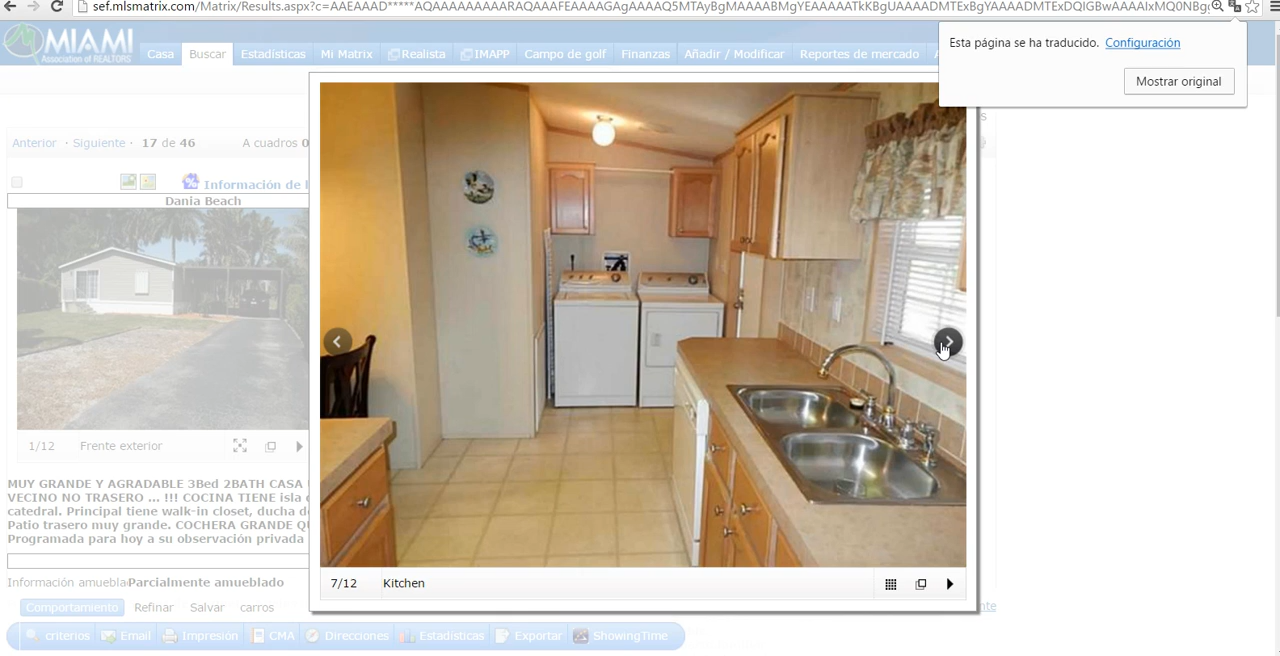 sef.mlsmatrix.com/Matrix/Results.aspx?c=AAEAAAD*****AQAAAAAAAAARAQAAAFEAAAAGAgAAAAQ5MTAyBgMAAAABMgYEAAAAATkKBgUAAAADMTExBgYAAAADMTExDQIGBwAAAAIxMQ0NBg
Esta página se ha traducido. Configuración
Mostrar original
MIAMI
Association of REALTORS
Casa Buscar Estadísticas Mi Matrix Realista IMAPP Campo de golf Finanzas Añadir / Modificar Reportes de mercado A
s
Anterior · Siguiente · 17 de 46 A cuadros 0
Información de l
Dania Beach
1/12 Frente exterior
MUY GRANDE Y AGRADABLE 3Bed 2BATH CASA
VECINO NO TRASERO ... !!! COCINA TIENE isla
catedral. Principal tiene walk-in closet, ducha d
Patio trasero muy grande. COCHERA GRANDE Q
Programada para hoy a su observación privada
7/12 Kitchen
Información amuebla Parcialmente amueblado
Comportamiento Refinar Salvar carros nte
criterios Email Impresión CMA Direcciones Estadísticas Exportar ShowingTime